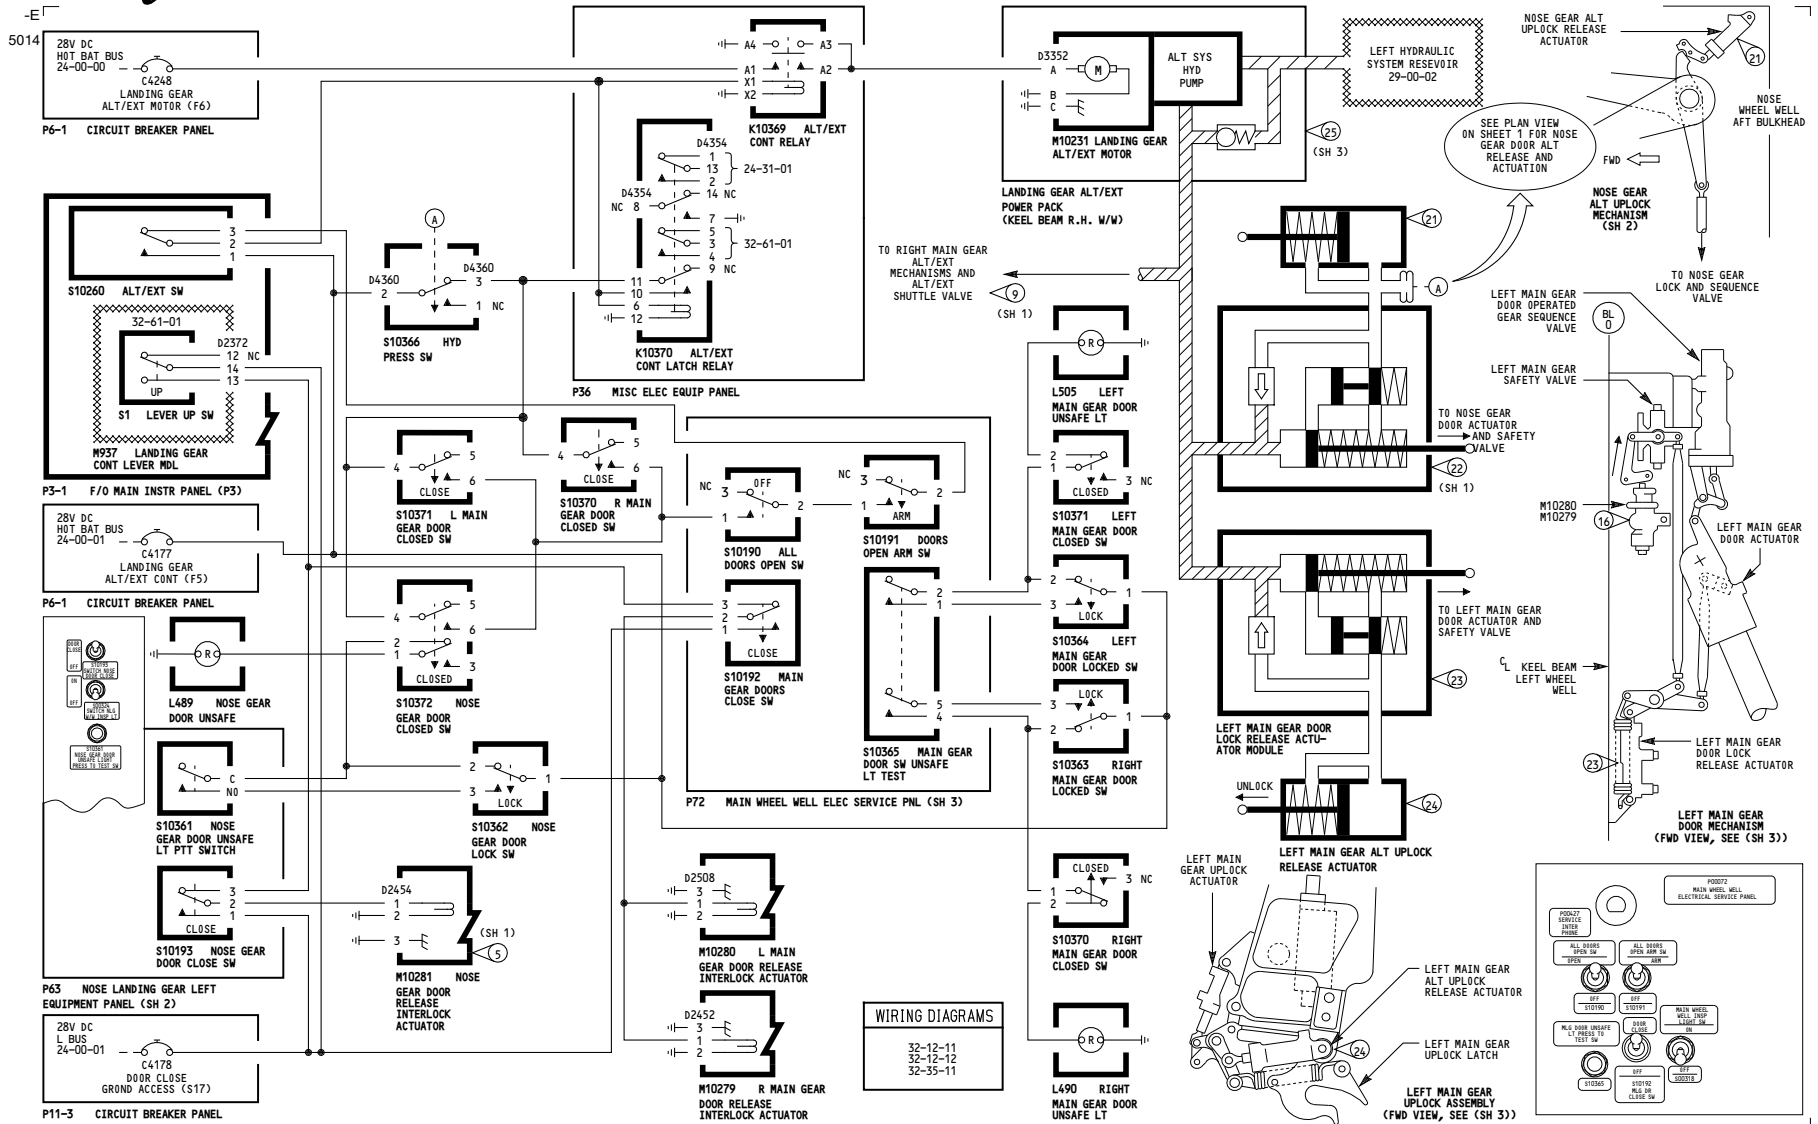 -E
5014
28V DC
HOT BAT BUS
24-00-00
C4248
LANDING GEAR
ALT/EXT MOTOR (F6)
P6-1 CIRCUIT BREAKER PANEL
3
2
1
S10260 ALT/EXT SW
32-61-01
D2372
12 NC
14
13
UP
S1 LEVER UP SW
M937 LANDING GEAR
CONT LEVER MDL
P3-1 F/O MAIN INSTR PANEL (P3)
28V DC
HOT BAT BUS
24-00-01
C4177
LANDING GEAR
ALT/EXT CONT (F5)
P6-1 CIRCUIT BREAKER PANEL
DOOR
CLOSE
OFF
S10193
SWITCH NOSE
DOOR CLOSE
ON
OFF
S00324
SWITCH NLG
W/W INSP LT
S10361
NOSE GEAR DOOR
UNSAFE LIGHT
PRESS TO TEST SW
R
L489 NOSE GEAR
DOOR UNSAFE
C
NO
S10361 NOSE
GEAR DOOR UNSAFE
LT PTT SWITCH
3
2
1
CLOSE
S10193 NOSE GEAR
DOOR CLOSE SW
P63 NOSE LANDING GEAR LEFT
EQUIPMENT PANEL (SH 2)
28V DC
L BUS
24-00-01
C4178
DOOR CLOSE
GROND ACCESS (S17)
P11-3 CIRCUIT BREAKER PANEL
A
D4360
2
D4360
3
1 NC
S10366 HYD
PRESS SW
4
5
6
CLOSE
S10371 L MAIN
GEAR DOOR
CLOSED SW
4
5
6
CLOSE
S10370 R MAIN
GEAR DOOR
CLOSED SW
4
5
6
2
1
3
CLOSED
S10372 NOSE
GEAR DOOR
CLOSED SW
2
3
1
LOCK
S10362 NOSE
GEAR DOOR
LOCK SW
D2454
1
2
3
(SH 1)
5
M10281 NOSE
GEAR DOOR
RELEASE
INTERLOCK
ACTUATOR
A4
A3
A1
A2
X1
X2
K10369 ALT/EXT
CONT RELAY
D4354
1
13
2
24-31-01
D4354
14 NC
NC 8
7
5
3
4
32-61-01
9 NC
11
10
6
12
K10370 ALT/EXT
CONT LATCH RELAY
P36 MISC ELEC EQUIP PANEL
NC
3
OFF
2
1
S10190 ALL
DOORS OPEN SW
NC
3
2
1
ARM
S10191 DOORS
OPEN ARM SW
3
2
1
CLOSE
S10192 MAIN
GEAR DOORS
CLOSE SW
2
1
5
4
S10365 MAIN GEAR
DOOR SW UNSAFE
LT TEST
P72 MAIN WHEEL WELL ELEC SERVICE PNL (SH 3)
D2508
3
1
2
M10280 L MAIN
GEAR DOOR RELEASE
INTERLOCK ACTUATOR
D2452
3
1
2
M10279 R MAIN GEAR
DOOR RELEASE
INTERLOCK ACTUATOR
WIRING DIAGRAMS
32-12-11
32-12-12
32-35-11
D3352
A
B
C
M
ALT SYS
HYD
PUMP
M10231 LANDING GEAR
ALT/EXT MOTOR
25
(SH 3)
LANDING GEAR ALT/EXT
POWER PACK
(KEEL BEAM R.H. W/W)
LEFT HYDRAULIC
SYSTEM RESEVOIR
29-00-02
TO RIGHT MAIN GEAR
ALT/EXT
MECHANISMS AND
ALT/EXT
SHUTTLE VALVE
9
(SH 1)
R
L505 LEFT
MAIN GEAR DOOR
UNSAFE LT
2
1
3 NC
CLOSED
S10371 LEFT
MAIN GEAR DOOR
CLOSED SW
2
3
1
LOCK
S10364 LEFT
MAIN GEAR
DOOR LOCKED SW
LOCK
3
2
1
S10363 RIGHT
MAIN GEAR DOOR
LOCKED SW
CLOSED
3 NC
1
2
S10370 RIGHT
MAIN GEAR DOOR
CLOSED SW
R
L490 RIGHT
MAIN GEAR DOOR
UNSAFE LT
21
A
TO NOSE GEAR
DOOR ACTUATOR
AND SAFETY
VALVE
22
(SH 1)
TO LEFT MAIN GEAR
DOOR ACTUATOR AND
SAFETY VALVE
23
LEFT MAIN GEAR DOOR
LOCK RELEASE ACTU-
ATOR MODULE
UNLOCK
24
LEFT MAIN GEAR ALT UPLOCK
RELEASE ACTUATOR
LEFT MAIN
GEAR UPLOCK
ACTUATOR
LEFT MAIN GEAR
ALT UPLOCK
RELEASE ACTUATOR
24
LEFT MAIN GEAR
UPLOCK LATCH
LEFT MAIN GEAR
UPLOCK ASSEMBLY
(FWD VIEW, SEE (SH 3))
NOSE GEAR ALT
UPLOCK RELEASE
ACTUATOR
21
NOSE
WHEEL WELL
AFT BULKHEAD
SEE PLAN VIEW
ON SHEET 1 FOR NOSE
GEAR DOOR ALT
RELEASE AND
ACTUATION
FWD
NOSE GEAR
ALT UPLOCK
MECHANISM
(SH 2)
TO NOSE GEAR
LOCK AND SEQUENCE
VALVE
LEFT MAIN GEAR
DOOR OPERATED
GEAR SEQUENCE
VALVE
BL
0
LEFT MAIN GEAR
SAFETY VALVE
M10280
M10279
16
LEFT MAIN GEAR
DOOR ACTUATOR
CL KEEL BEAM
LEFT WHEEL
WELL
23
LEFT MAIN GEAR
DOOR LOCK
RELEASE ACTUATOR
LEFT MAIN GEAR
DOOR MECHANISM
(FWD VIEW, SEE (SH 3))
P00072
MAIN WHEEL WELL
ELECTRICAL SERVICE PANEL
P00427
SERVICE
INTER
PHONE
ALL DOORS
OPEN SW
OPEN
ALL DOORS
OPEN ARM SW
ARM
OFF
S10190
OFF
S10191
MLG DOOR UNSAFE
LT PRESS TO
TEST SW
DOOR
CLOSE
MAIN WHEEL
WELL INSP
LIGHT SW
ON
S10365
OFF
S10192
MLG DR
CLOSE SW
OFF
S00318